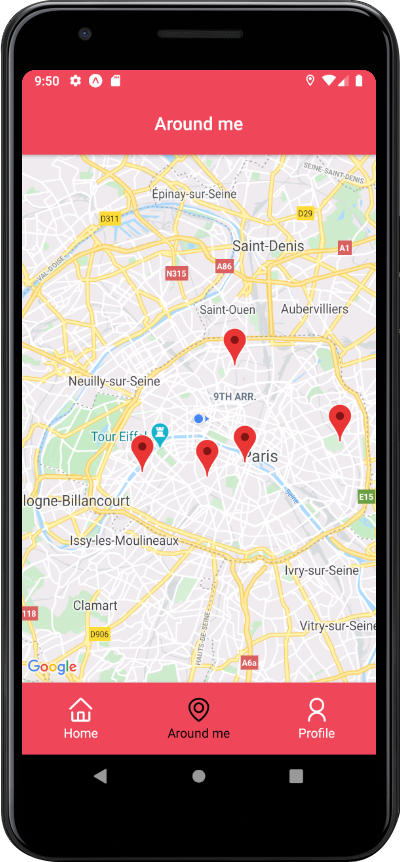 9:50
Around me
SEINE-SAINT-DENIS
Épinay-sur-Seine
D311
D29
Saint-Denis
A1
VAL-D'OISE
A86
N315
Saint-Ouen
Aubervilliers
Neuilly-sur-Seine
9TH ARR.
Tour Eiffel
Paris
logne-Billancourt
Seine
E15
Issy-les-Moulineaux
Ivry-sur-Seine
Clamart
118
HAUTS-DE-SEINE
Vitry-sur-Seine
D906
Google
A6a
Home
Around me
Profile